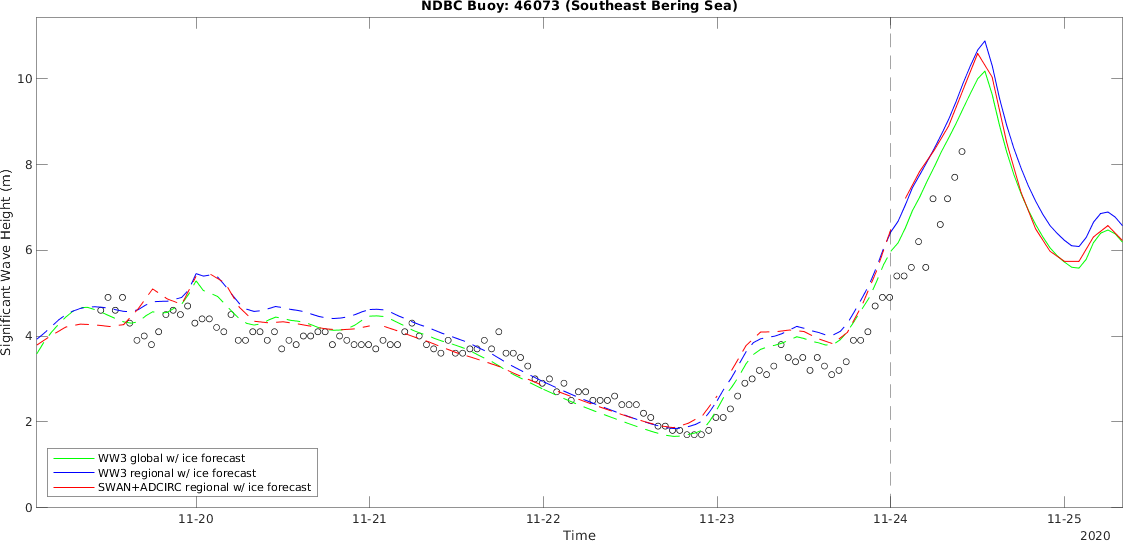 NDBC Buoy: 46073 (Southeast Bering Sea)
Significant Wave Height (m)
10
8
6
4
2
0
WW3 global w/ ice forecast
WW3 regional w/ ice forecast
SWAN+ADCIRC regional w/ ice forecast
11-20
11-21
11-22
11-23
11-24
11-25
Time
2020